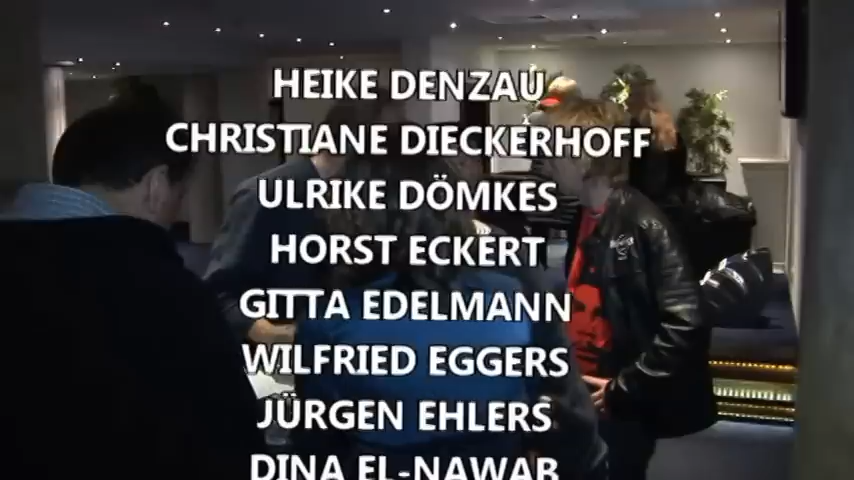 HEIKE DENZAU
CHRISTIANE DIECKERHOFF
ULRIKE DÖMKES
HORST ECKERT
GITTA EDELMANN
WILFRIED EGGERS
JÜRGEN EHLERS
DINA EL-NAWAB